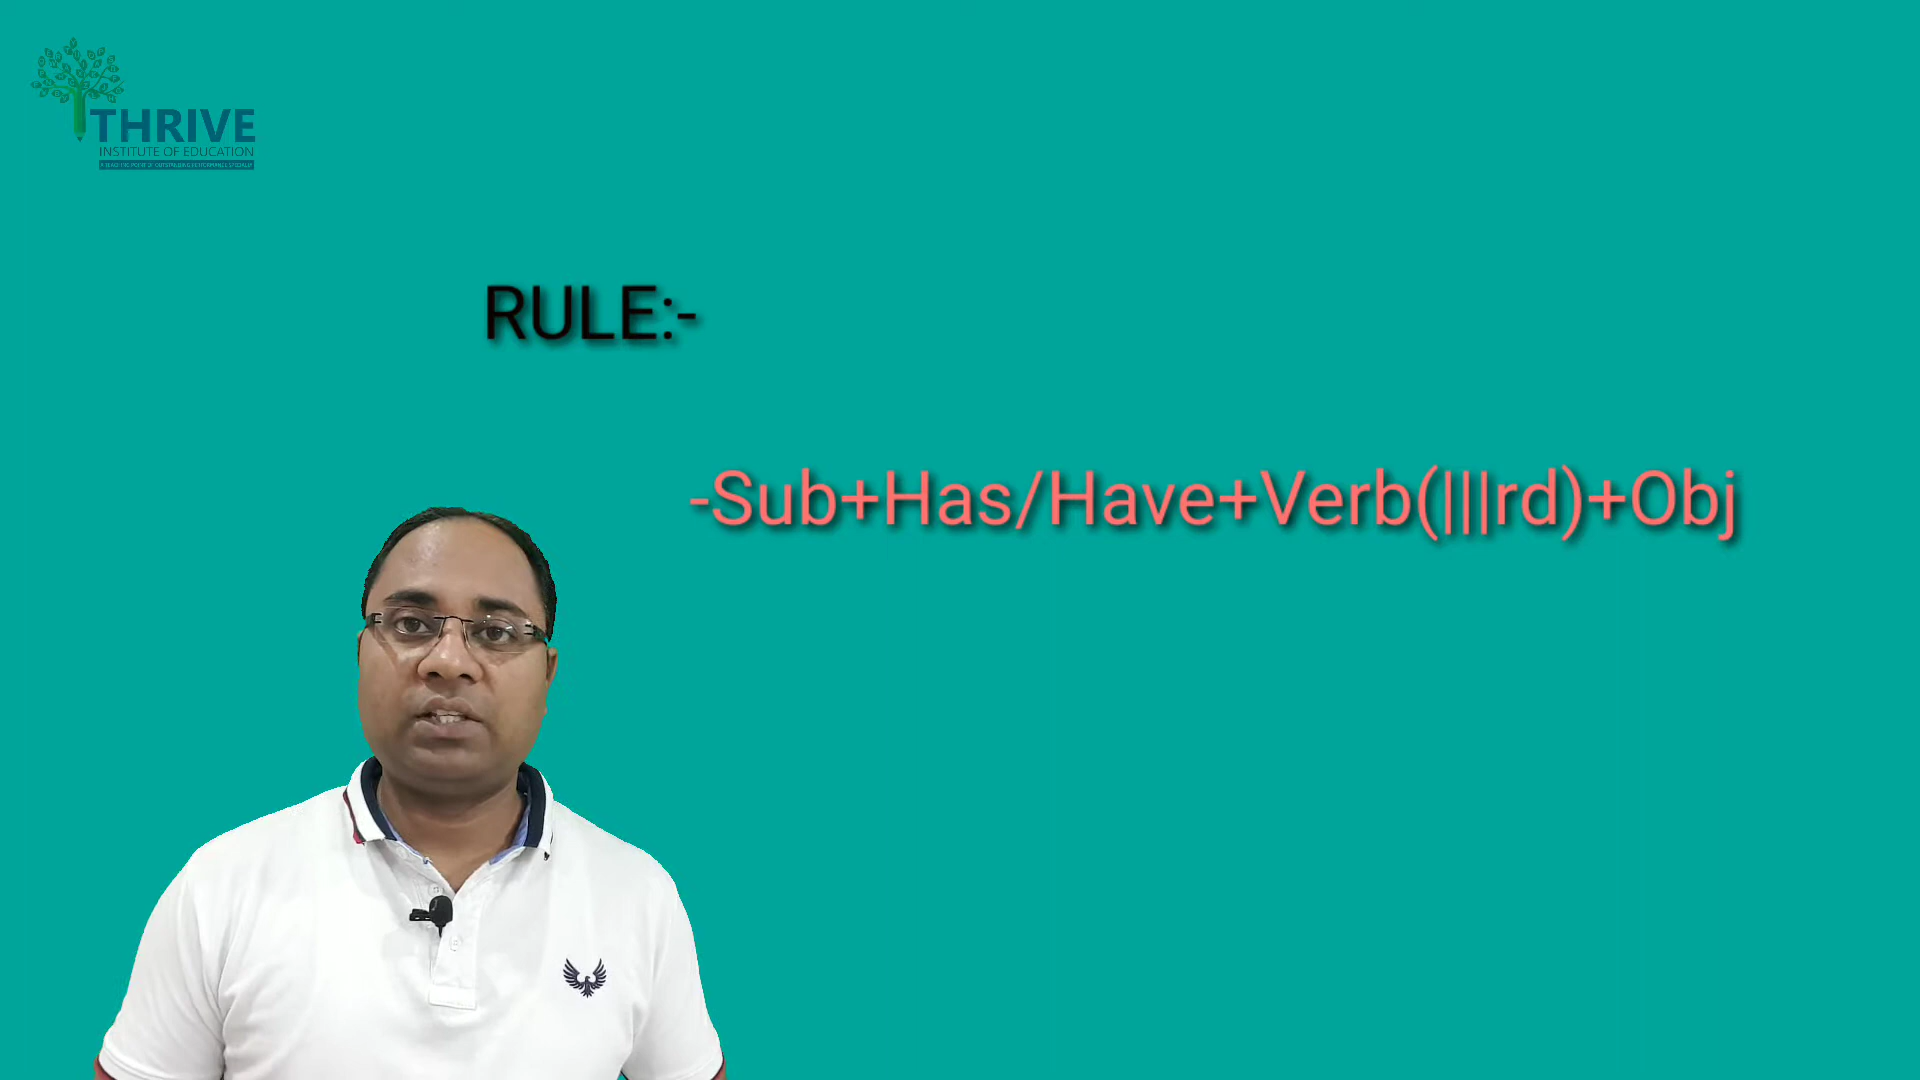 THRIVE
INSTITUTE OF EDUCATION
RULE:-
-Sub+Has/Have+Verb(|||rd)+Obj